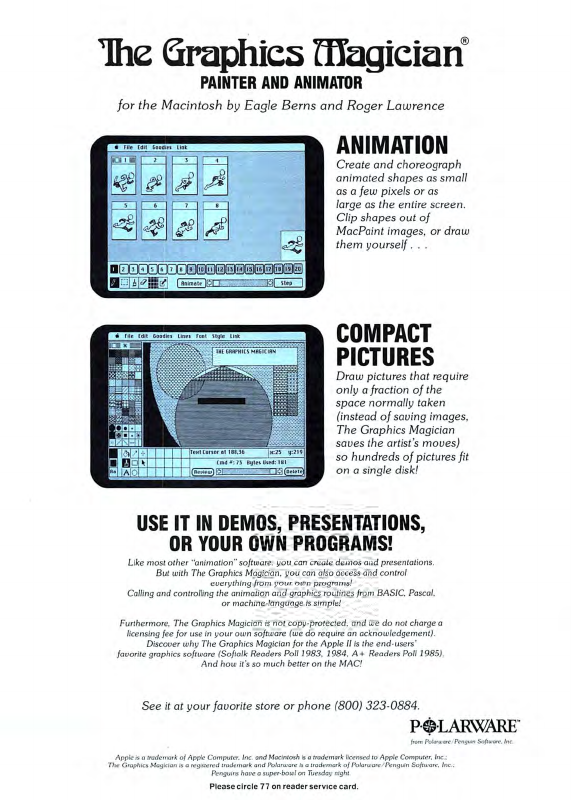 The Graphics Magician®
PAINTER AND ANIMATOR
for the Macintosh by Eagle Berns and Roger Lawrence
File Edit Goodies Link
1 2 3 4
5 6 7 8
1 2 3 4 5 6 7 8 9 10 11 12 13 14 15 16 17 18 19 20
Animate Stop
ANIMATION
Create and choreograph
animated shapes as small
as a few pixels or as
large as the entire screen.
Clip shapes out of
MacPaint images, or draw
them yourself . . .
File Edit Goodies Lines Font Style Link
THE GRAPHICS MAGICIAN
Text Cursor at 188,36 x:25 y:219
Cmd #: 73 Bytes Used: 181
Review Delete
A
COMPACT
PICTURES
Draw pictures that require
only a fraction of the
space normally taken
(instead of saving images,
The Graphics Magician
saves the artist's moves)
so hundreds of pictures fit
on a single disk!
USE IT IN DEMOS, PRESENTATIONS,
OR YOUR OWN PROGRAMS!
Like most other "animation" software, you can create demos and presentations.
But with The Graphics Magician, you can also access and control
everything from your own programs!
Calling and controlling the animation and graphics routines from BASIC, Pascal,
or machine language is simple!
Furthermore, The Graphics Magician is not copy-protected, and we do not charge a
licensing fee for use in your own software (we do require an acknowledgement).
Discover why The Graphics Magician for the Apple II is the end-users'
favorite graphics software (Softalk Readers Poll 1983, 1984, A+ Readers Poll 1985),
And how it's so much better on the MAC!
See it at your favorite store or phone (800) 323-0884.
POLARWARE™
from Polarware/Penguin Software, Inc.
Apple is a trademark of Apple Computer, Inc. and Macintosh is a trademark licensed to Apple Computer, Inc.;
The Graphics Magician is a registered trademark and Polarware is a trademark of Polarware/Penguin Software, Inc.;
Penguins have a super-bowl on Tuesday night
Please circle 77 on reader service card.